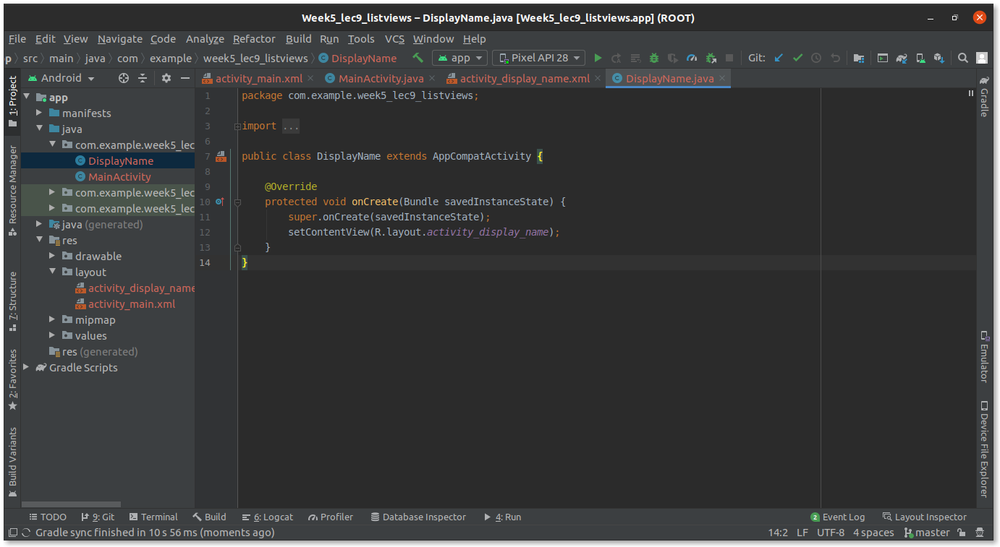 Week5_lec9_listviews – DisplayName.java [Week5_lec9_listviews.app] (ROOT)
File Edit View Navigate Code Analyze Refactor Build Run Tools VCS Window Help
p › src › main › java › com › example › week5_lec9_listviews › DisplayName app Pixel API 28 Git:
Android activity_main.xml MainActivity.java activity_display_name.xml DisplayName.java
1: Project
Resource Manager
7: Structure
2: Favorites
Build Variants
app
manifests
java
com.example.week5_lec
DisplayName
MainActivity
com.example.week5_lec
com.example.week5_lec
java (generated)
res
drawable
layout
activity_display_name
activity_main.xml
mipmap
values
res (generated)
Gradle Scripts
1 package com.example.week5_lec9_listviews;
2
3 import ...
6
7 public class DisplayName extends AppCompatActivity {
8
9 @Override
10 protected void onCreate(Bundle savedInstanceState) {
11 super.onCreate(savedInstanceState);
12 setContentView(R.layout.activity_display_name);
13 }
14 }
Gradle
Emulator
Device File Explorer
TODO 9: Git Terminal Build 6: Logcat Profiler Database Inspector 4: Run 2 Event Log Layout Inspector
Gradle sync finished in 10 s 56 ms (moments ago) 14:2 LF UTF-8 4 spaces master